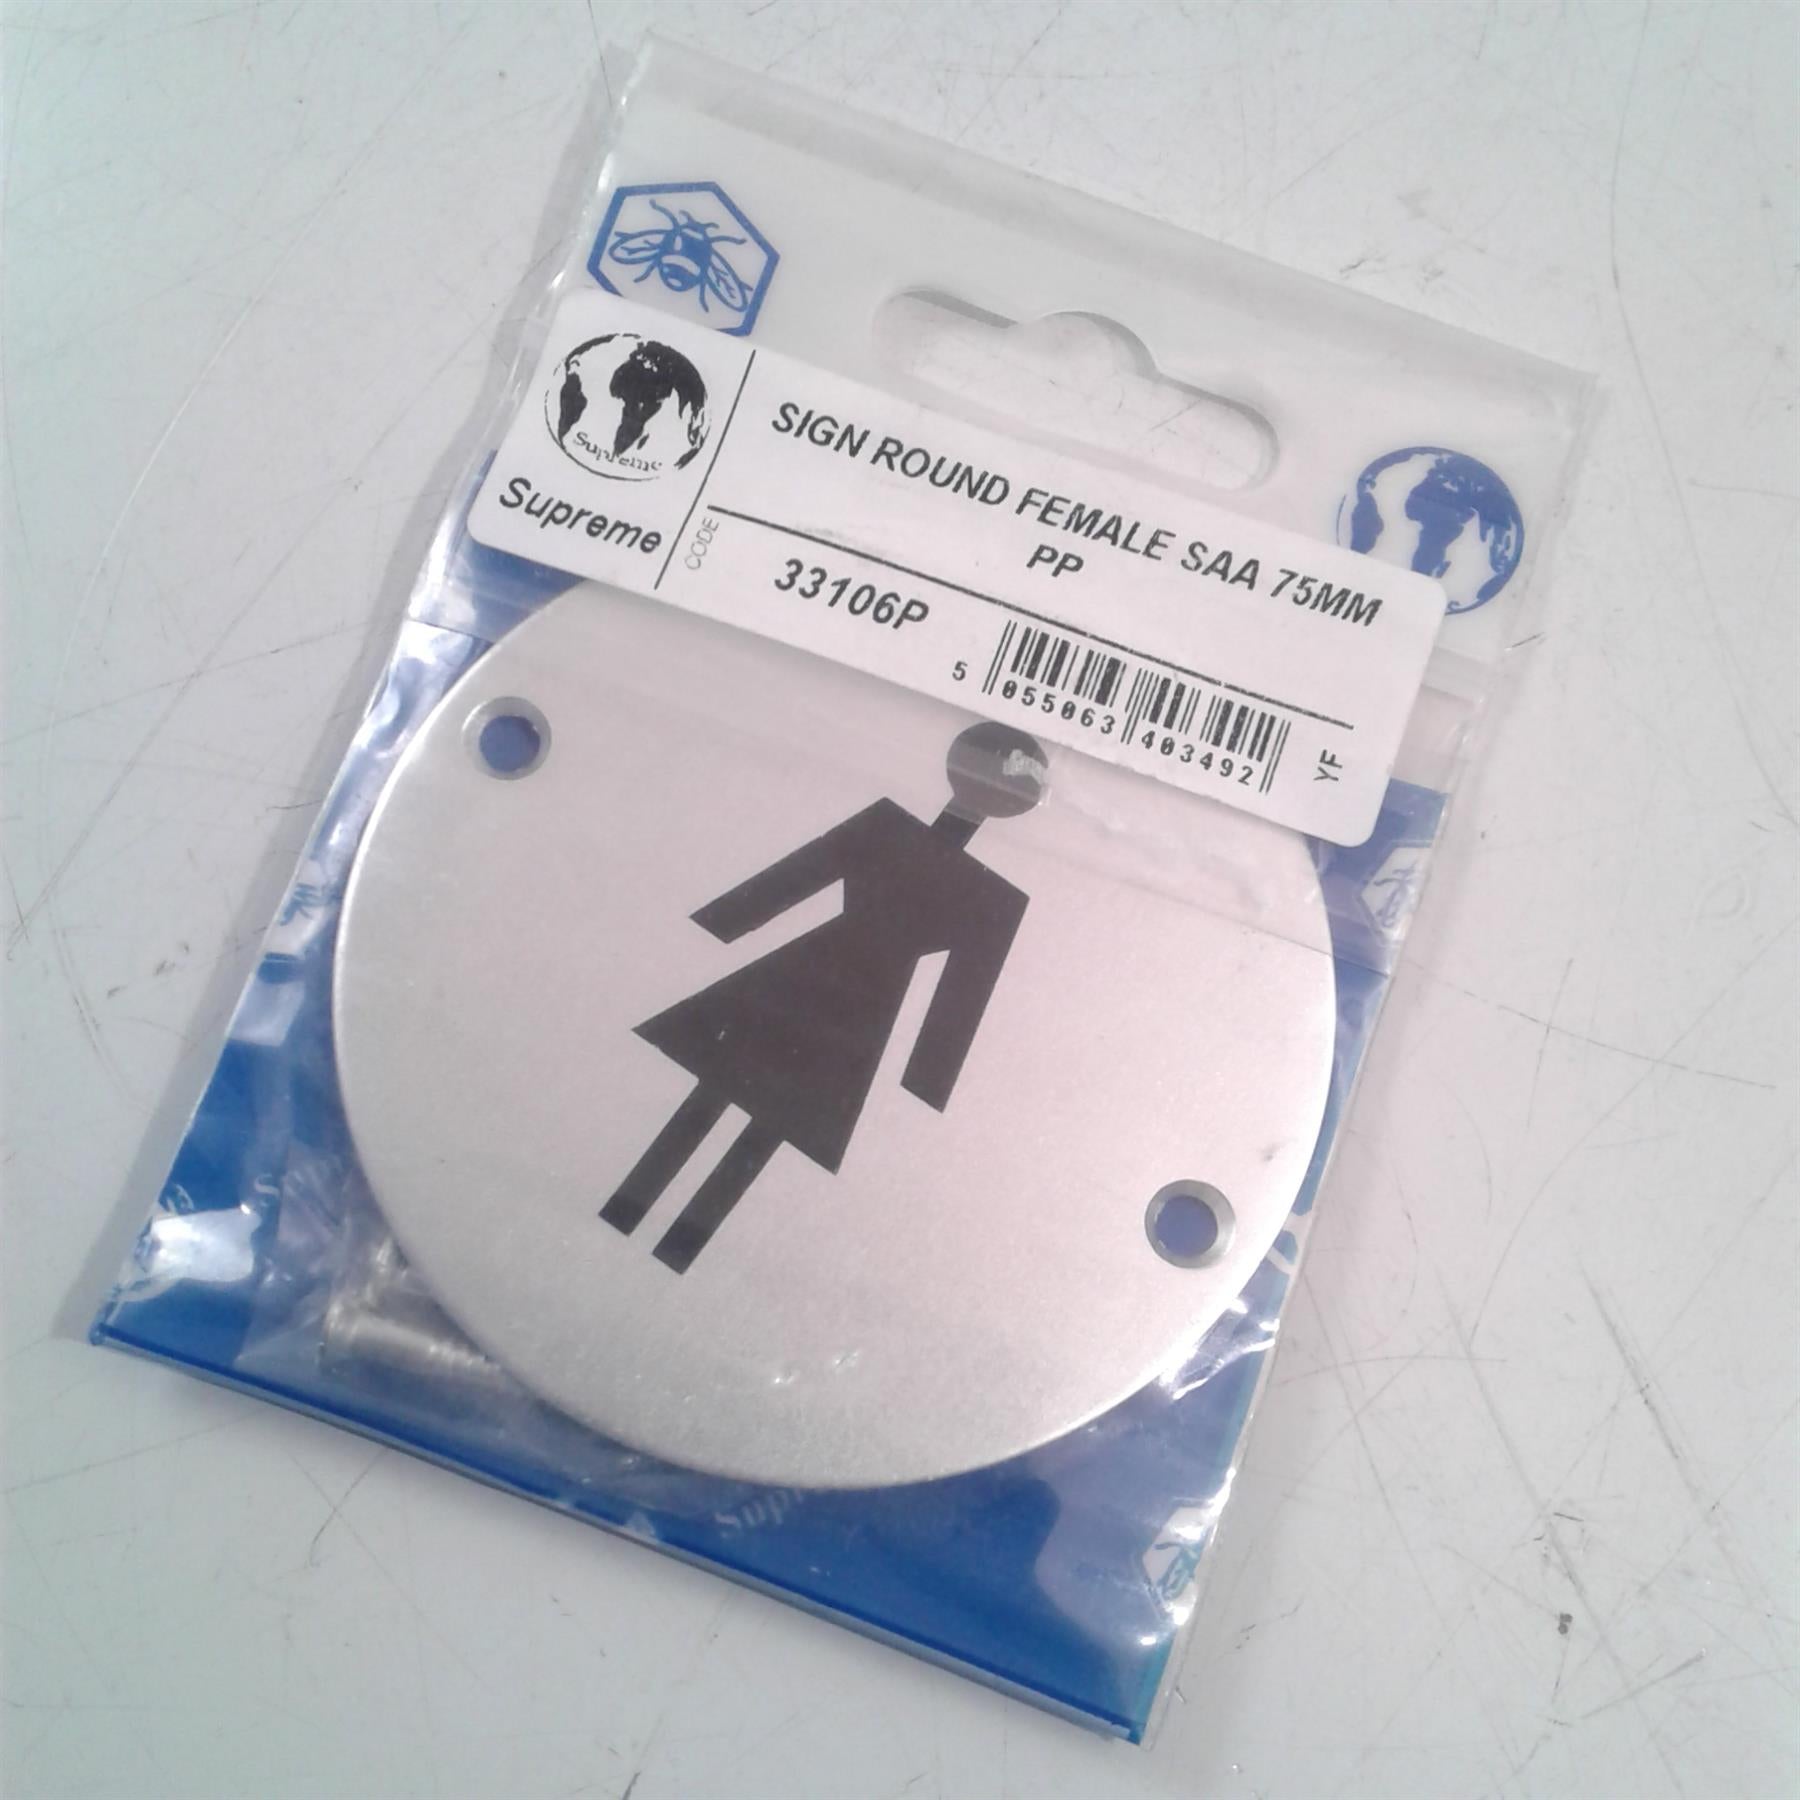 Supreme
Supreme
SIGN ROUND FEMALE SAA 75MM
PP
CODE
33106P
5 055063 403492
YF